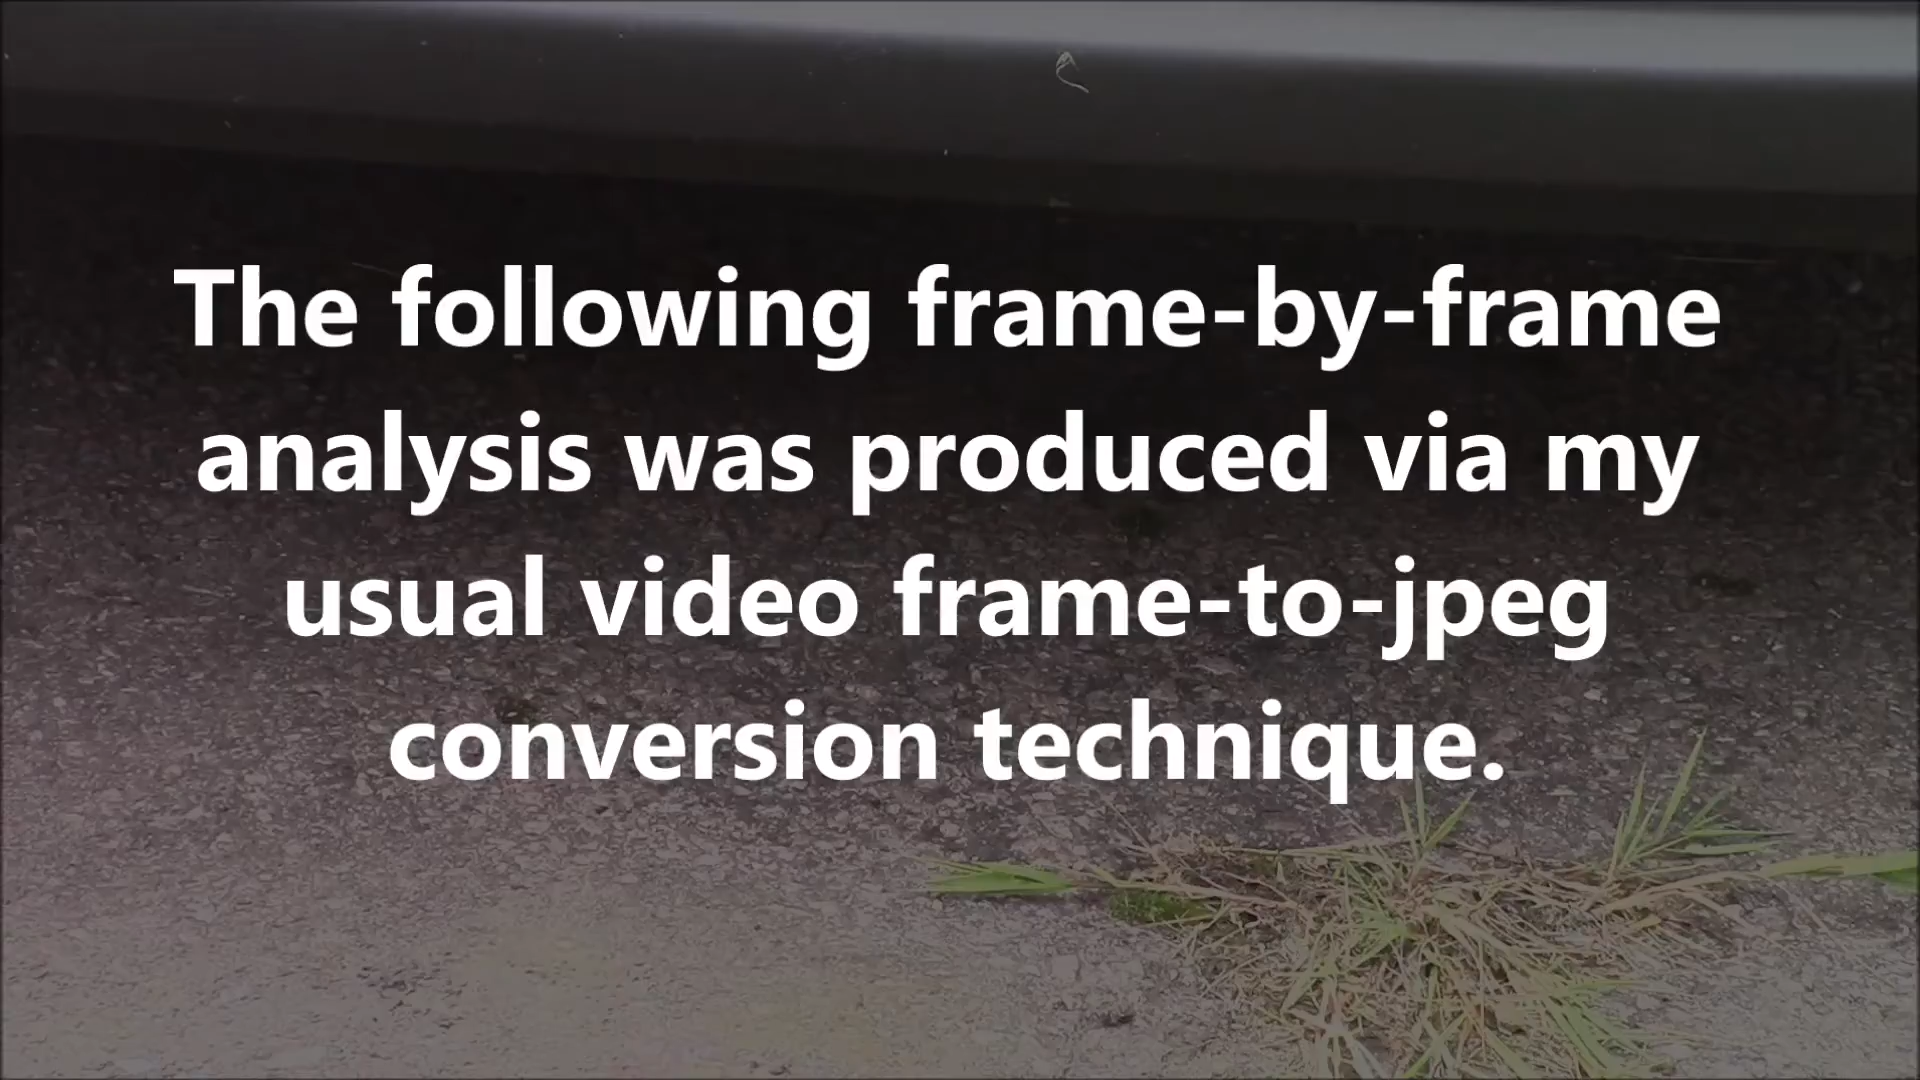 The following frame-by-frame
analysis was produced via my
usual video frame-to-jpeg
conversion technique.